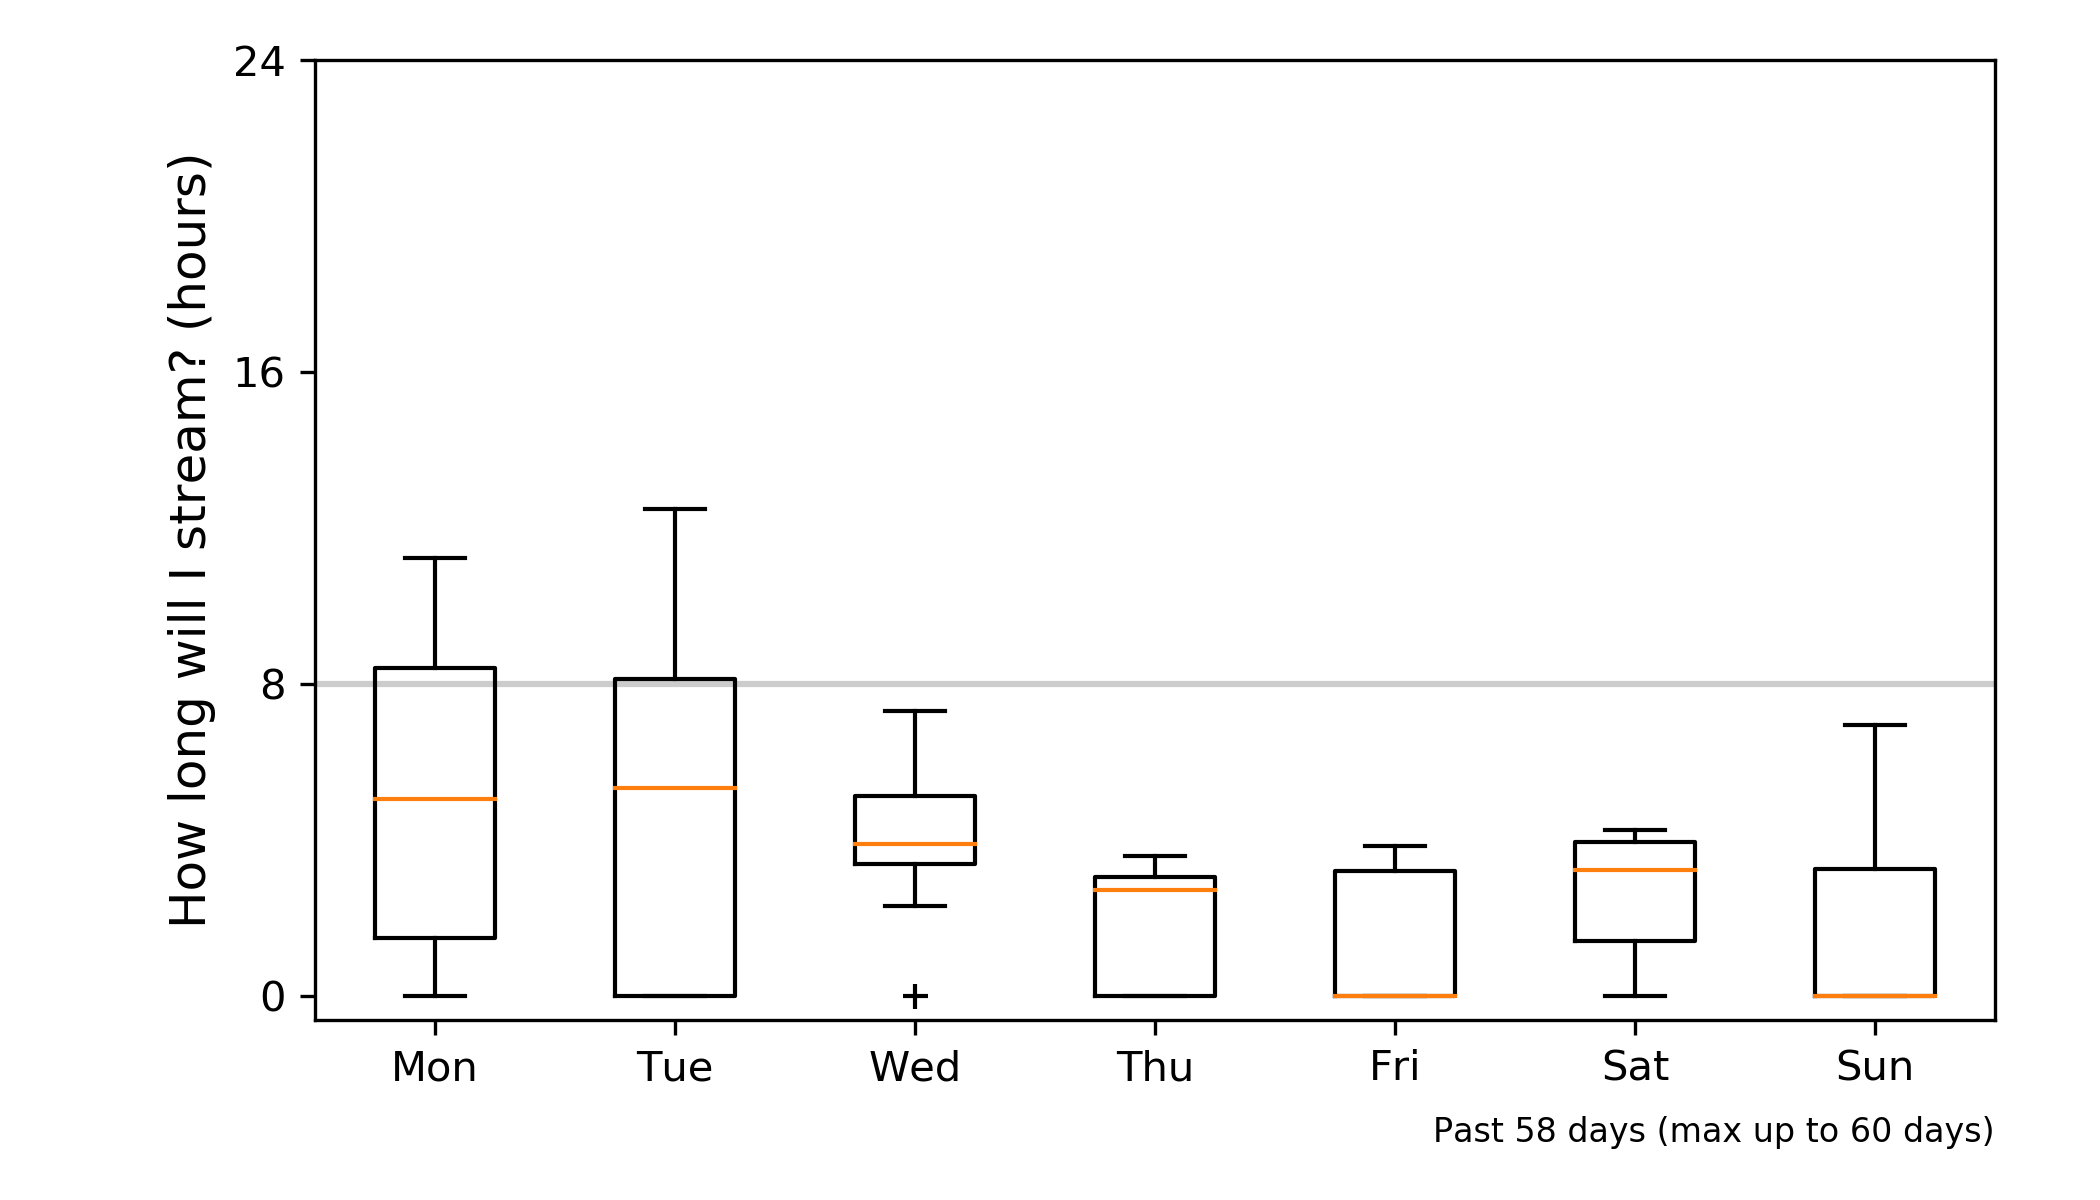 How long will I stream? (hours)
24
16
8
0
Mon Tue Wed Thu Fri Sat Sun
Past 58 days (max up to 60 days)